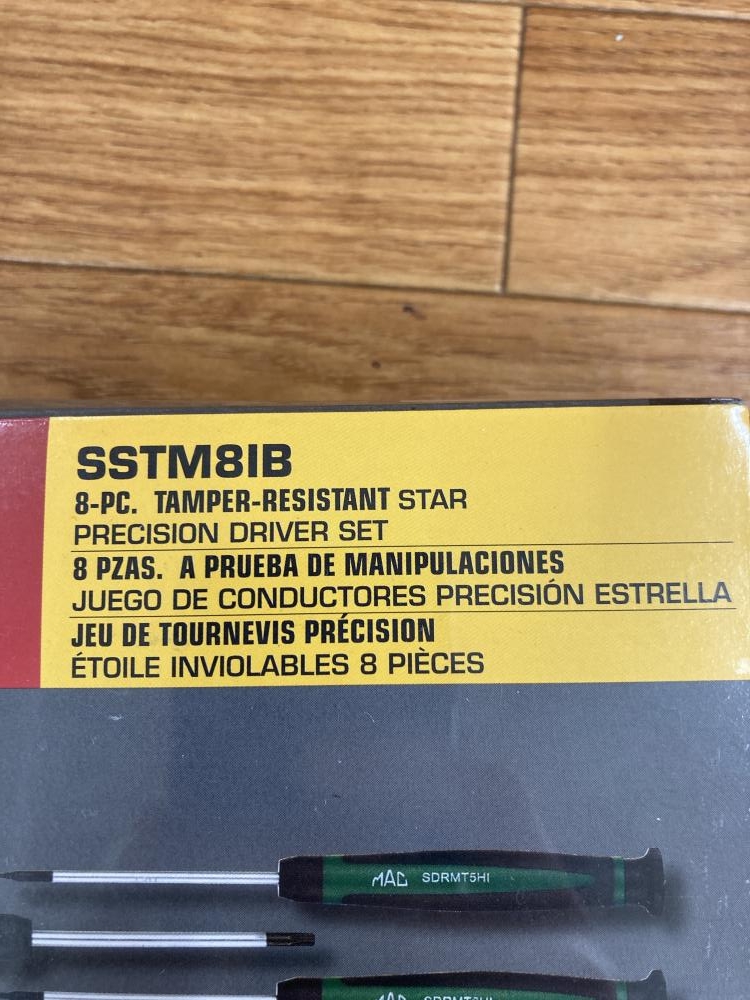 SSTM8IB
8-PC. TAMPER-RESISTANT STAR
PRECISION DRIVER SET
8 PZAS. A PRUEBA DE MANIPULACIONES
JUEGO DE CONDUCTORES PRECISIÓN ESTRELLA
JEU DE TOURNEVIS PRÉCISION
ÉTOILE INVIOLABLES 8 PIÈCES
MAC SDRMT5HI
MAC